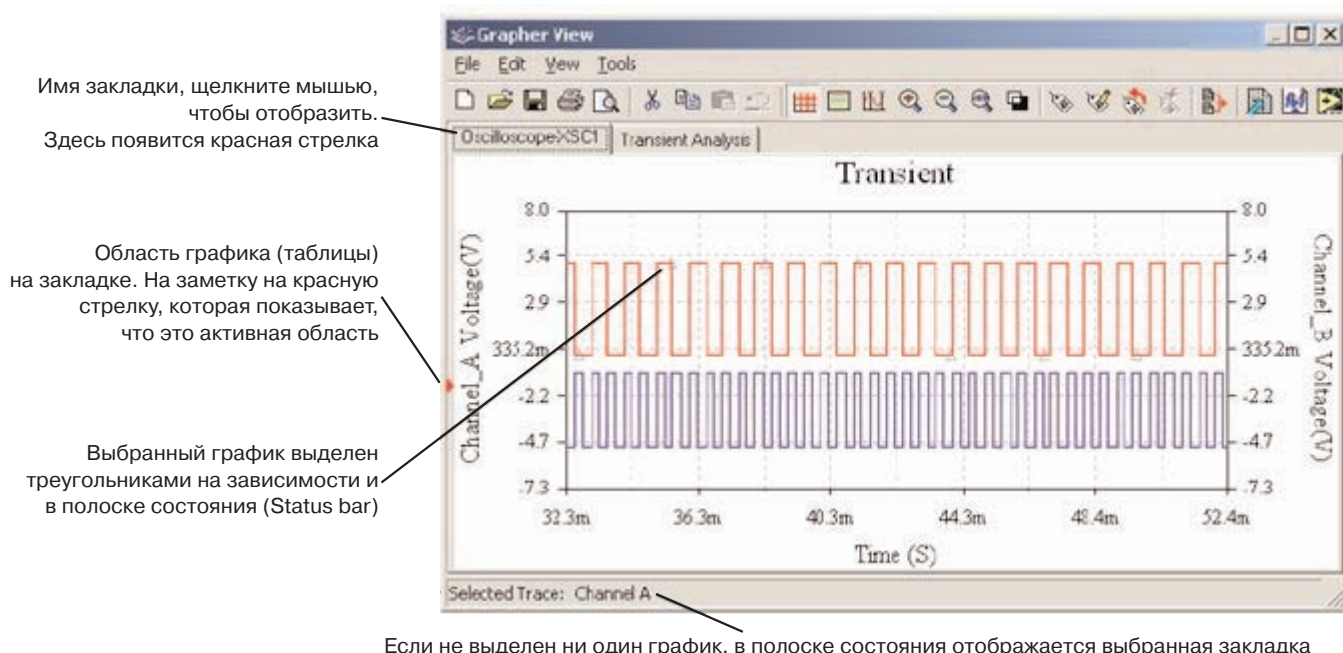 Grapher View
File Edit View Tools
Имя закладки, щелкните мышью,
чтобы отобразить.
Здесь появится красная стрелка
Oscilloscope-XSC1 Transient Analysis
Transient
Область графика (таблицы)
на закладке. На заметку на красную
стрелку, которая показывает,
что это активная область
Выбранный график выделен
треугольниками на зависимости и
в полоске состояния (Status bar)
Channel_A Voltage(V)
8.0
5.4
2.9
335.2m
-2.2
-4.7
-7.3
8.0
5.4
2.9
335.2m
-2.2
-4.7
-7.3
Channel_B Voltage(V)
32.3m 36.3m 40.3m 44.3m 48.4m 52.4m
Time (S)
Selected Trace: Channel A
Если не выделен ни один график, в полоске состояния отображается выбранная закладка